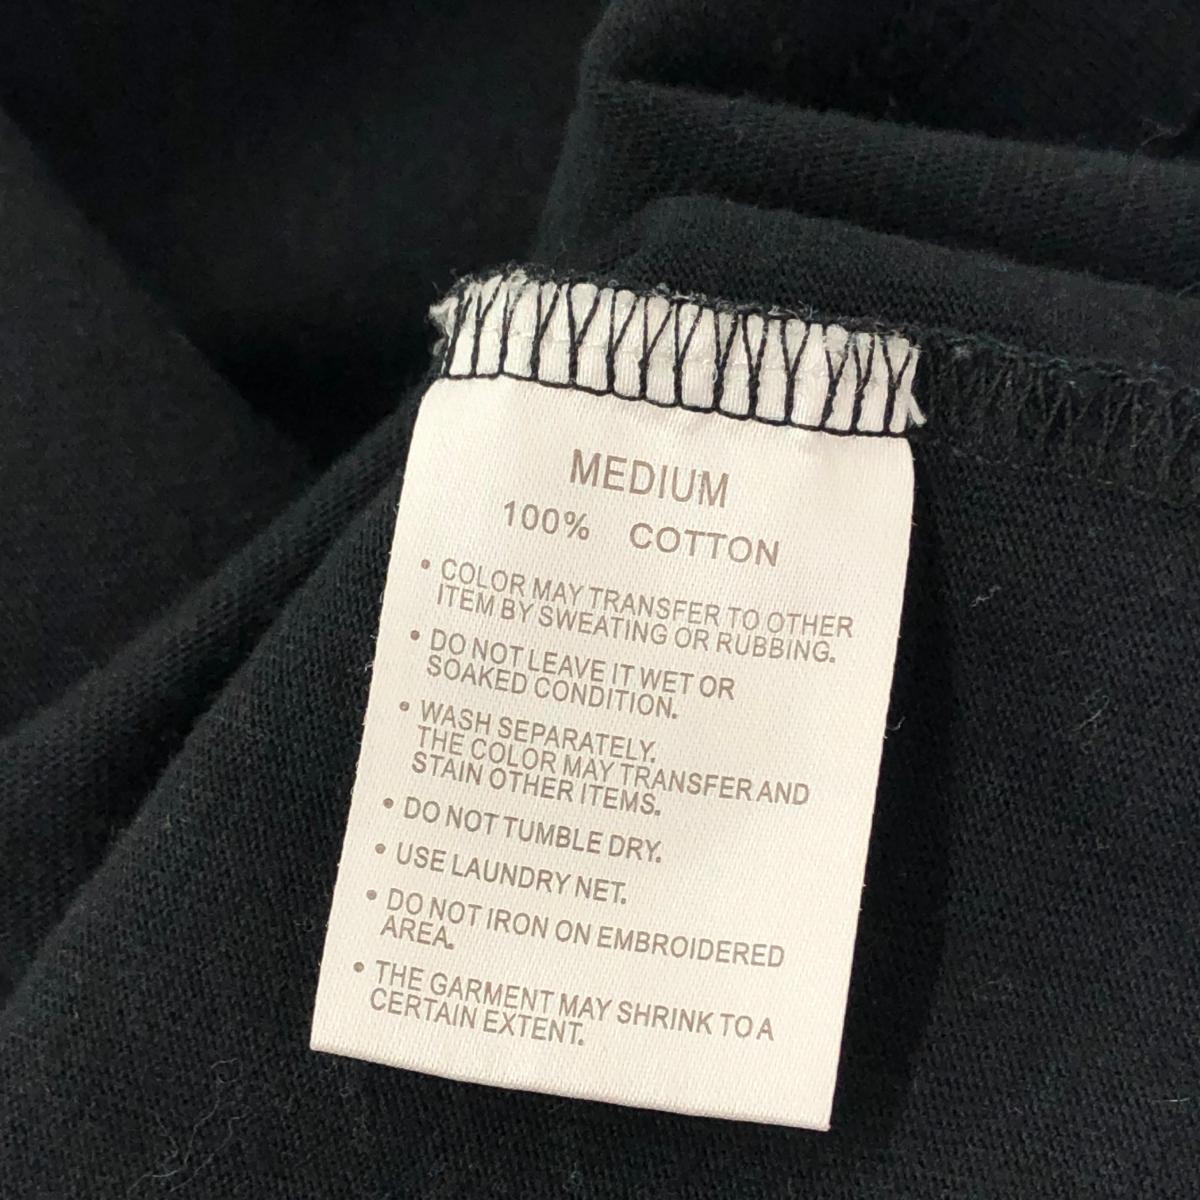 MEDIUM
100% COTTON
• COLOR MAY TRANSFER TO OTHER
ITEM BY SWEATING OR RUBBING.
• DO NOT LEAVE IT WET OR
SOAKED CONDITION.
• WASH SEPARATELY.
THE COLOR MAY TRANSFER AND
STAIN OTHER ITEMS.
• DO NOT TUMBLE DRY.
• USE LAUNDRY NET.
• DO NOT IRON ON EMBROIDERED
AREA.
• THE GARMENT MAY SHRINK TO A
CERTAIN EXTENT.